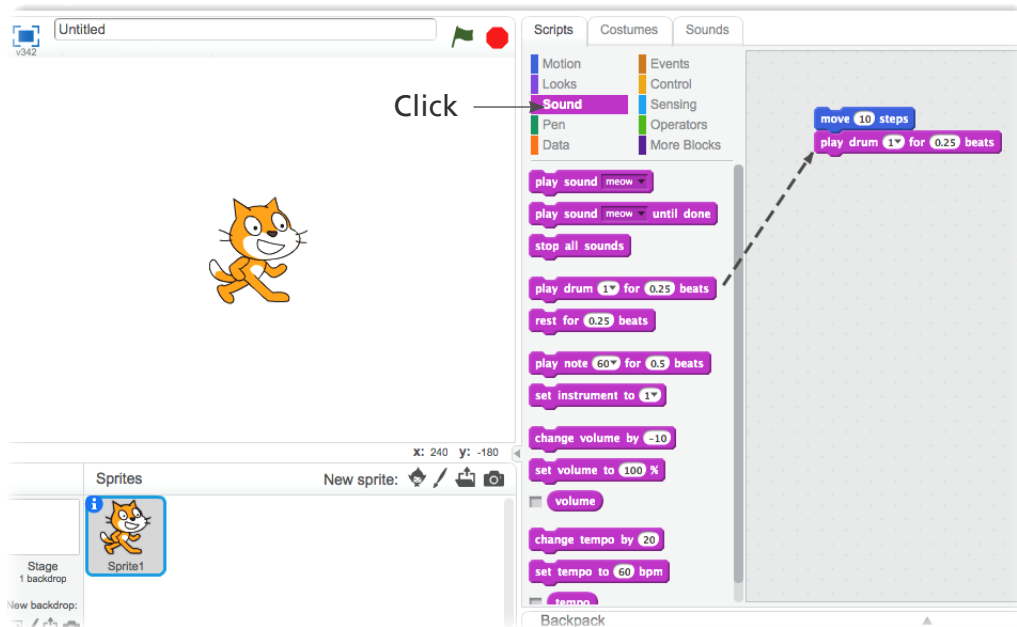 Untitled
v342
Scripts Costumes Sounds
Motion Events
Looks Control
Sound Sensing
Pen Operators
Data More Blocks
Click
move 10 steps
play drum 1 for 0.25 beats
play sound meow
play sound meow until done
stop all sounds
play drum 1 for 0.25 beats
rest for 0.25 beats
play note 60 for 0.5 beats
set instrument to 1
change volume by -10
set volume to 100 %
volume
change tempo by 20
set tempo to 60 bpm
tempo
x: 240 y: -180
Sprites New sprite:
i
Sprite1
Stage
1 backdrop
New backdrop:
Backpack